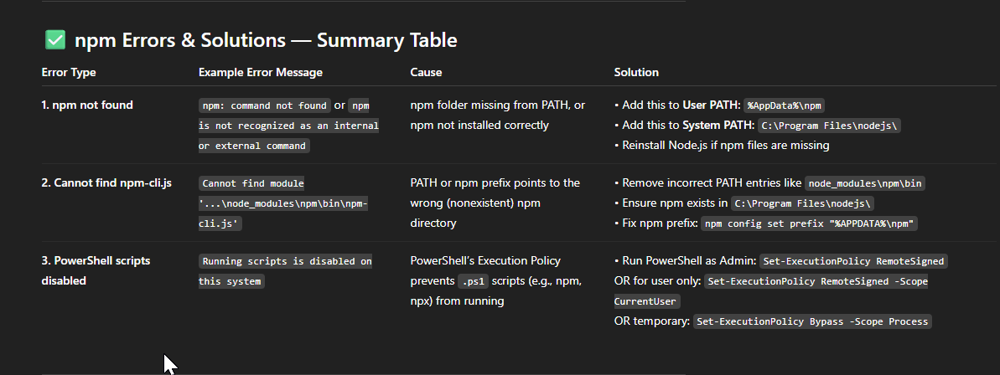 ✅ npm Errors & Solutions — Summary Table
Error Type Example Error Message Cause Solution
1. npm not found
npm: command not found or npm
is not recognized as an internal
or external command
npm folder missing from PATH, or
npm not installed correctly
• Add this to User PATH: %AppData%\npm
• Add this to System PATH: C:\Program Files\nodejs\
• Reinstall Node.js if npm files are missing
2. Cannot find npm-cli.js
Cannot find module
'...\node_modules\npm\bin\npm-
cli.js'
PATH or npm prefix points to the
wrong (nonexistent) npm
directory
• Remove incorrect PATH entries like node_modules\npm\bin
• Ensure npm exists in C:\Program Files\nodejs\
• Fix npm prefix: npm config set prefix "%APPDATA%\npm"
3. PowerShell scripts
disabled
Running scripts is disabled on
this system
PowerShell’s Execution Policy
prevents .ps1 scripts (e.g., npm,
npx) from running
• Run PowerShell as Admin: Set-ExecutionPolicy RemoteSigned
OR for user only: Set-ExecutionPolicy RemoteSigned -Scope
CurrentUser
OR temporary: Set-ExecutionPolicy Bypass -Scope Process